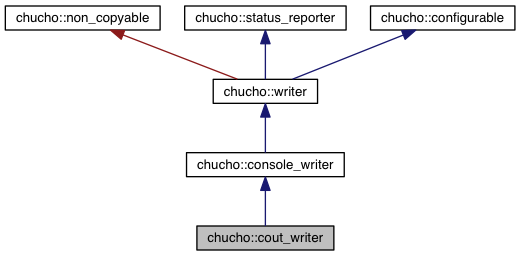 chucho::non_copyable
chucho::status_reporter
chucho::configurable
chucho::writer
chucho::console_writer
chucho::cout_writer